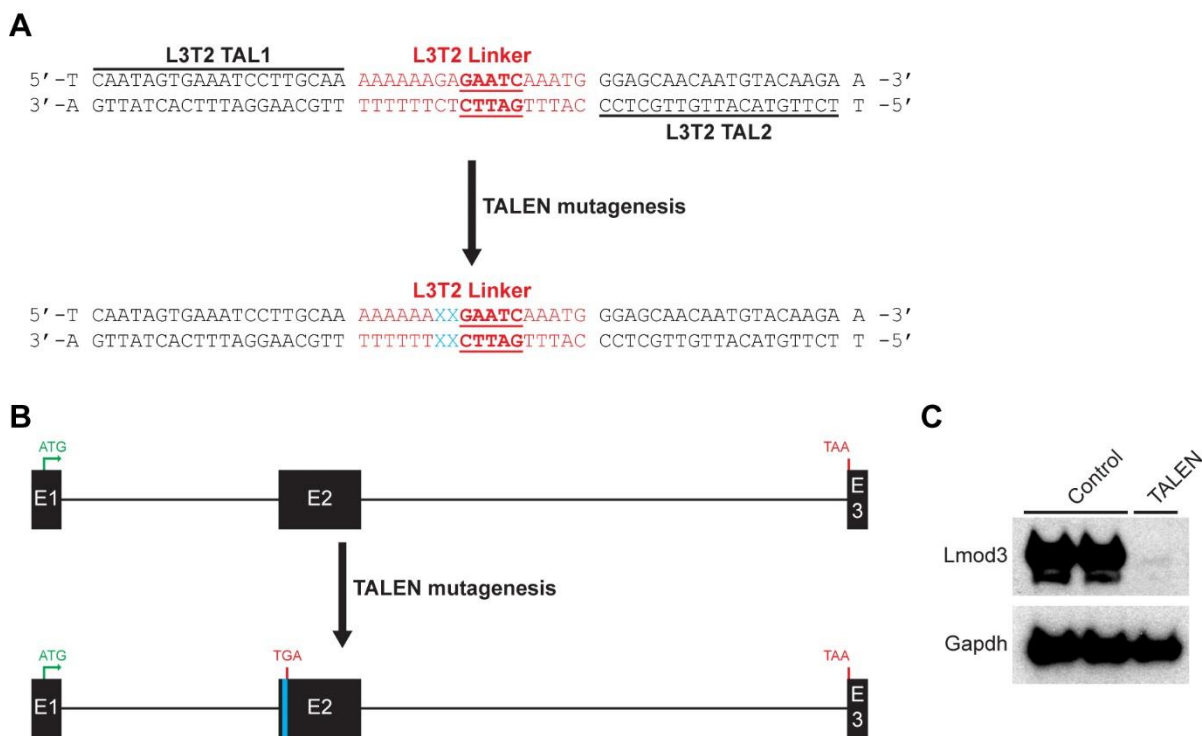 A
L3T2 TAL1 L3T2 Linker
5'-T CAATAGTGAAATCCTTGCAA AAAAAAGAGAATCAAATG GGAGCAACAATGTACAAGA A -3'
3'-A GTTATCACTTTAGGAACGTT TTTTTTCTCTTAGTTTAC CCTCGTTGTTACATGTTCT T -5'
L3T2 TAL2
TALEN mutagenesis
L3T2 Linker
5'-T CAATAGTGAAATCCTTGCAA AAAAAAXXGAATCAAATG GGAGCAACAATGTACAAGA A -3'
3'-A GTTATCACTTTAGGAACGTT TTTTTTXXCTTAGTTTAC CCTCGTTGTTACATGTTCT T -5'
B
ATG TAA
E1 E2 E3
TALEN mutagenesis
ATG TGA TAA
E1 E2 E3
C
Control TALEN
Lmod3
Gapdh